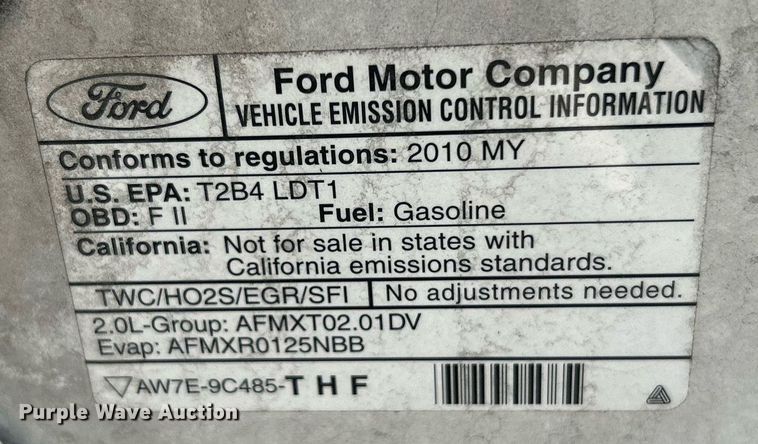 Ford
Ford Motor Company
VEHICLE EMISSION CONTROL INFORMATION
Conforms to regulations: 2010 MY
U.S. EPA: T2B4 LDT1
OBD: F II Fuel: Gasoline
California: Not for sale in states with
California emissions standards.
TWC/HO2S/EGR/SFI No adjustments needed.
2.0L-Group: AFMXT02.01DV
Evap: AFMXR0125NBB
AW7E-9C485-T H F
Purple Wave Auction